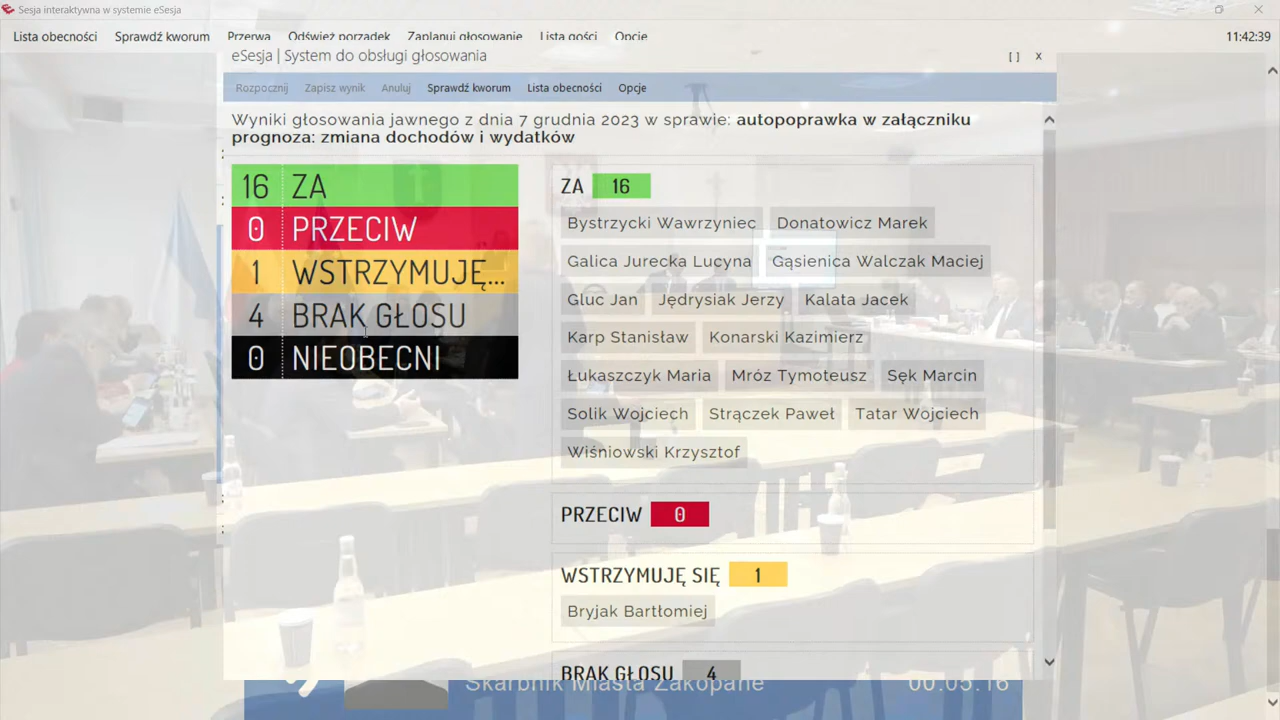 Sesja interaktywna w systemie eSesja
Lista obecności Sprawdź kworum Przerwa Odśwież porządek Zaplanuj głosowanie Lista gości Opcje 11:42:39
eSesja | System do obsługi głosowania [ ] x
Rozpocznij Zapisz wynik Anuluj Sprawdź kworum Lista obecności Opcje
Wyniki głosowania jawnego z dnia 7 grudnia 2023 w sprawie: autopoprawka w załączniku
prognoza: zmiana dochodów i wydatków
16 ZA
0 PRZECIW
1 WSTRZYMUJĘ...
4 BRAK GŁOSU
0 NIEOBECNI
ZA 16
Bystrzycki Wawrzyniec Donatowicz Marek
Galica Jurecka Lucyna Gąsienica Walczak Maciej
Gluc Jan Jędrysiak Jerzy Kalata Jacek
Karp Stanisław Konarski Kazimierz
Łukaszczyk Maria Mróz Tymoteusz Sęk Marcin
Solik Wojciech Strączek Paweł Tatar Wojciech
Wiśniowski Krzysztof
PRZECIW 0
WSTRZYMUJĘ SIĘ 1
Bryjak Bartłomiej
BRAK GŁOSU 4
Skarbnik Miasta Zakopane 00:05:16